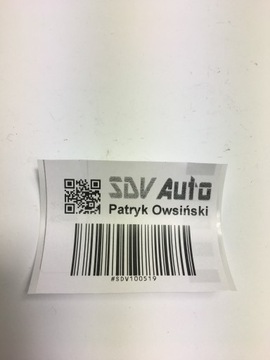 SDV Auto
Patryk Owsiński
#SDV100519